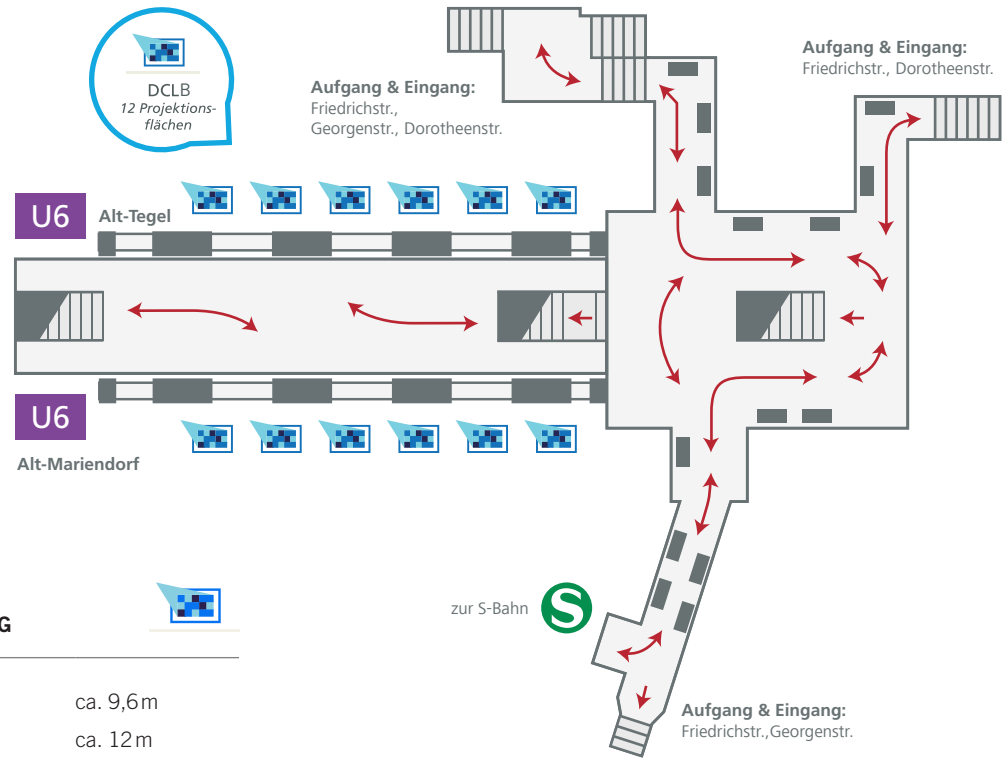 DCLB
12 Projektions-
flächen
Aufgang & Eingang:
Friedrichstr.,
Georgenstr., Dorotheenstr.
Aufgang & Eingang:
Friedrichstr., Dorotheenstr.
U6
Alt-Tegel
U6
Alt-Mariendorf
zur S-Bahn
S
G
ca. 9,6 m
ca. 12 m
Aufgang & Eingang:
Friedrichstr.,Georgenstr.